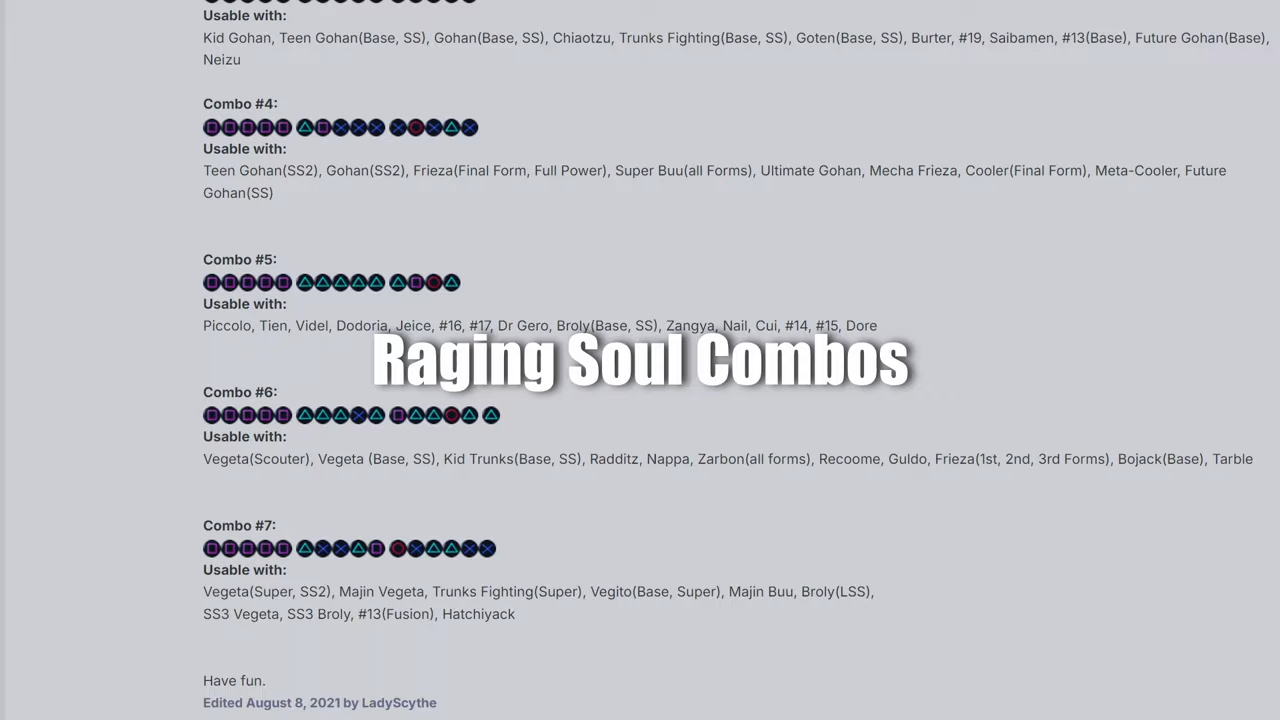 Usable with:
Kid Gohan, Teen Gohan(Base, SS), Gohan(Base, SS), Chiaotzu, Trunks Fighting(Base, SS), Goten(Base, SS), Burter, #19, Saibamen, #13(Base), Future Gohan(Base),
Neizu
Combo #4:
Usable with:
Teen Gohan(SS2), Gohan(SS2), Frieza(Final Form, Full Power), Super Buu(all Forms), Ultimate Gohan, Mecha Frieza, Cooler(Final Form), Meta-Cooler, Future
Gohan(SS)
Combo #5:
Usable with:
Piccolo, Tien, Videl, Dodoria, Jeice, #16, #17, Dr Gero, Broly(Base, SS), Zangya, Nail, Cui, #14, #15, Dore
Raging Soul Combos
Combo #6:
Usable with:
Vegeta(Scouter), Vegeta (Base, SS), Kid Trunks(Base, SS), Radditz, Nappa, Zarbon(all forms), Recoome, Guldo, Frieza(1st, 2nd, 3rd Forms), Bojack(Base), Tarble
Combo #7:
Usable with:
Vegeta(Super, SS2), Majin Vegeta, Trunks Fighting(Super), Vegito(Base, Super), Majin Buu, Broly(LSS),
SS3 Vegeta, SS3 Broly, #13(Fusion), Hatchiyack
Have fun.
Edited August 8, 2021 by LadyScythe